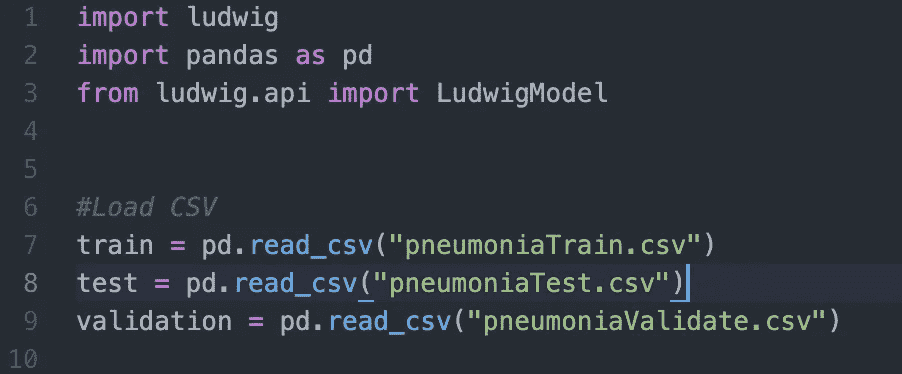 1 import ludwig
2 import pandas as pd
3 from ludwig.api import LudwigModel
4
5
6 #Load CSV
7 train = pd.read_csv("pneumoniaTrain.csv")
8 test = pd.read_csv("pneumoniaTest.csv")
9 validation = pd.read_csv("pneumoniaValidate.csv")
10